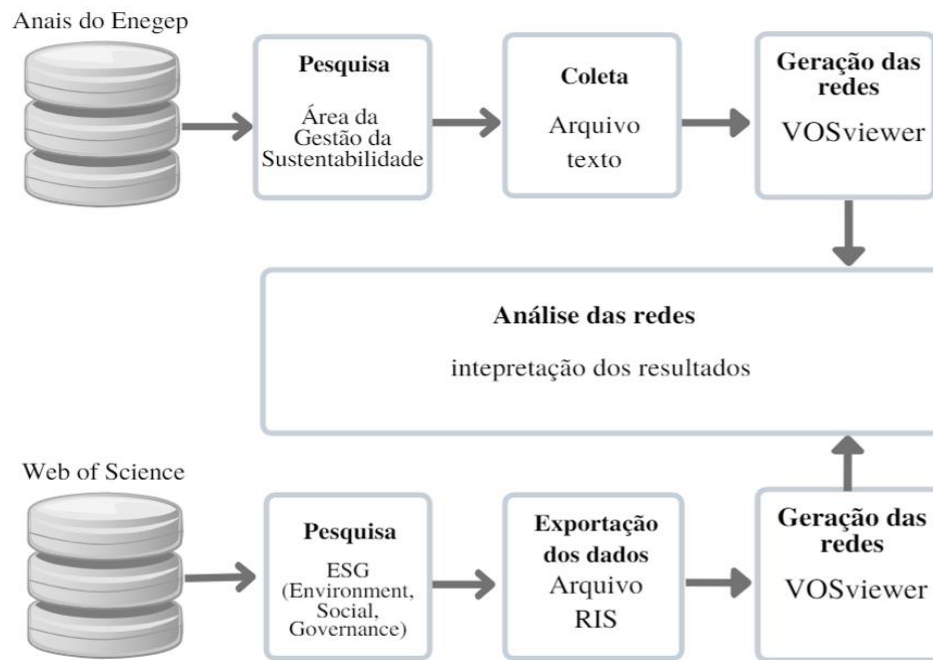 Anais do Enegep
Pesquisa
Área da
Gestão da
Sustentabilidade
Coleta
Arquivo
texto
Geração das
redes
VOSviewer
Análise das redes
intepretação dos resultados
Web of Science
Pesquisa
ESG
(Environment,
Social,
Governance)
Exportação
dos dados
Arquivo
RIS
Geração das
redes
VOSviewer